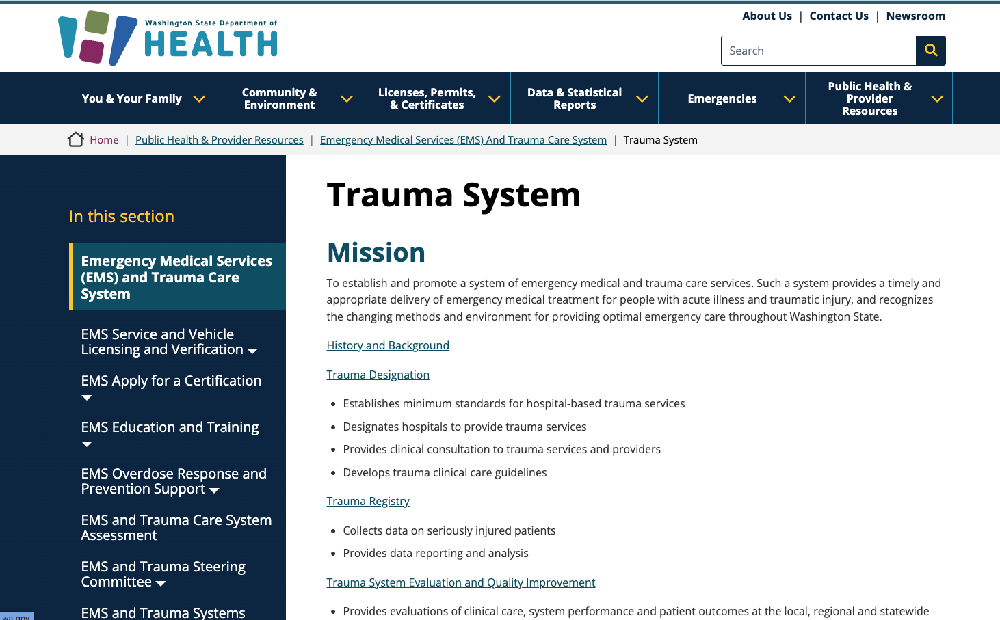 Washington State Department of
HEALTH
About Us | Contact Us | Newsroom
Search
You & Your Family
Community &
Environment
Licenses, Permits,
& Certificates
Data & Statistical
Reports
Emergencies
Public Health &
Provider
Resources
Home | Public Health & Provider Resources | Emergency Medical Services (EMS) And Trauma Care System | Trauma System
In this section
Emergency Medical Services
(EMS) and Trauma Care
System
EMS Service and Vehicle
Licensing and Verification
EMS Apply for a Certification
EMS Education and Training
EMS Overdose Response and
Prevention Support
EMS and Trauma Care System
Assessment
EMS and Trauma Steering
Committee
EMS and Trauma Systems
Trauma System
Mission
To establish and promote a system of emergency medical and trauma care services. Such a system provides a timely and
appropriate delivery of emergency medical treatment for people with acute illness and traumatic injury, and recognizes
the changing methods and environment for providing optimal emergency care throughout Washington State.
History and Background
Trauma Designation
• Establishes minimum standards for hospital-based trauma services
• Designates hospitals to provide trauma services
• Provides clinical consultation to trauma services and providers
• Develops trauma clinical care guidelines
Trauma Registry
• Collects data on seriously injured patients
• Provides data reporting and analysis
Trauma System Evaluation and Quality Improvement
• Provides evaluations of clinical care, system performance and patient outcomes at the local, regional and statewide
wa.gov